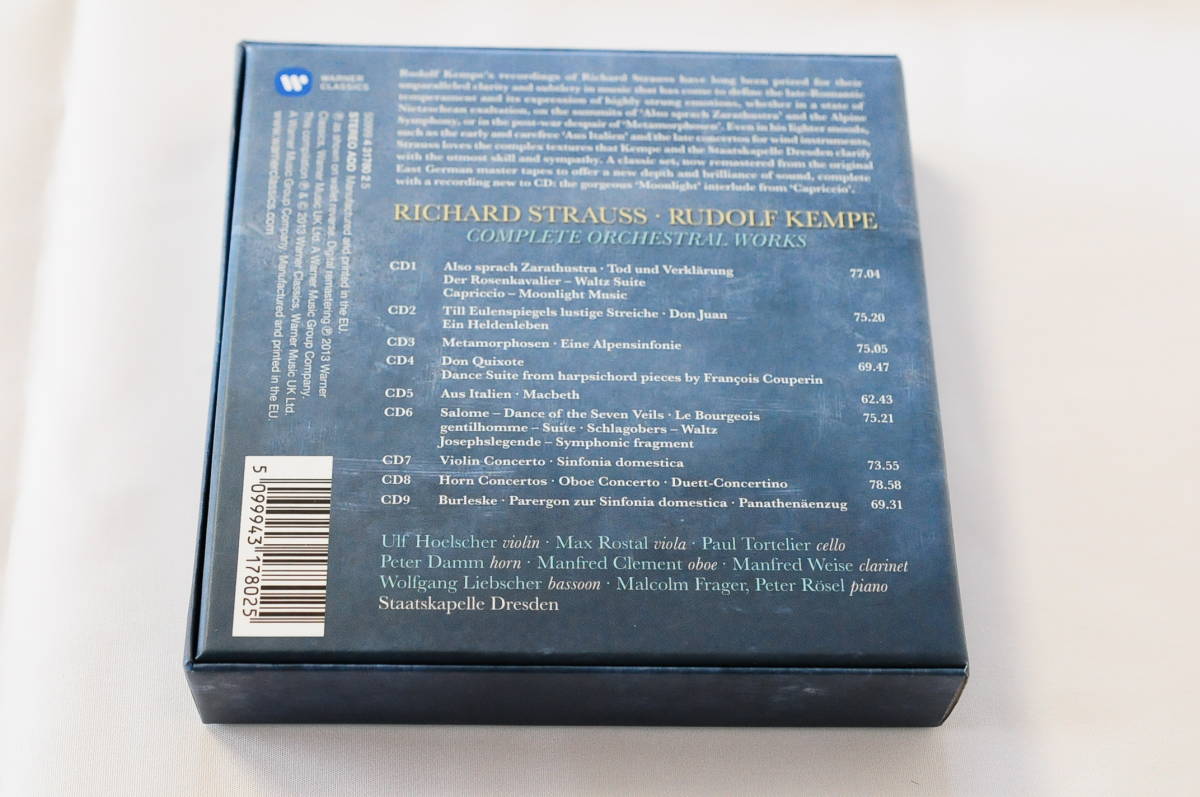 WARNER
CLASSICS
Rudolf Kempe's recordings of Richard Strauss have long been prized for their
unparalleled clarity and subtlety in music that has come to define the late-Romantic
temperament and its expression of highly strung emotions, whether in a state of
Nietzschean exaltation, on the summits of 'Also sprach Zarathustra' and the Alpine
Symphony, or in the post-war despair of 'Metamorphosen'. Even in his lighter moods,
such as the early and carefree 'Aus Italien' and the late concertos for wind instruments,
Strauss loves the complex textures that Kempe and the Staatskapelle Dresden clarify
with the utmost skill and sympathy. A classic set, now remastered from the original
East German master tapes to offer a new depth and brilliance of sound, complete
with a recording new to CD: the gorgeous 'Moonlight' interlude from 'Capriccio'.
RICHARD STRAUSS · RUDOLF KEMPE
COMPLETE ORCHESTRAL WORKS
CD1 Also sprach Zarathustra · Tod und Verklärung 77.04
Der Rosenkavalier – Waltz Suite
Capriccio – Moonlight Music
CD2 Till Eulenspiegels lustige Streiche · Don Juan 75.20
Ein Heldenleben
CD3 Metamorphosen · Eine Alpensinfonie 75.05
CD4 Don Quixote 69.47
Dance Suite from harpsichord pieces by François Couperin
CD5 Aus Italien · Macbeth 62.43
CD6 Salome – Dance of the Seven Veils · Le Bourgeois 75.21
gentilhomme – Suite · Schlagobers – Waltz
Josephslegende – Symphonic fragment
CD7 Violin Concerto · Sinfonia domestica 73.55
CD8 Horn Concertos · Oboe Concerto · Duett-Concertino 78.58
CD9 Burleske · Parergon zur Sinfonia domestica · Panathenäenzug 69.31
Ulf Hoelscher violin · Max Rostal viola · Paul Tortelier cello
Peter Damm horn · Manfred Clement oboe · Manfred Weise clarinet
Wolfgang Liebscher bassoon · Malcolm Frager, Peter Rösel piano
Staatskapelle Dresden
50999 4 31780 2 5
STEREO ADD Manufactured and printed in the EU.
℗ as shown on wallet reverse. Digital remastering ℗ 2013 Warner
Classics, Warner Music UK Ltd. A Warner Music Group Company.
This compilation ℗ & © 2013 Warner Classics, Warner Music UK Ltd.
A Warner Music Group Company. Manufactured and printed in the EU.
www.warnerclassics.com
5 099943 178025